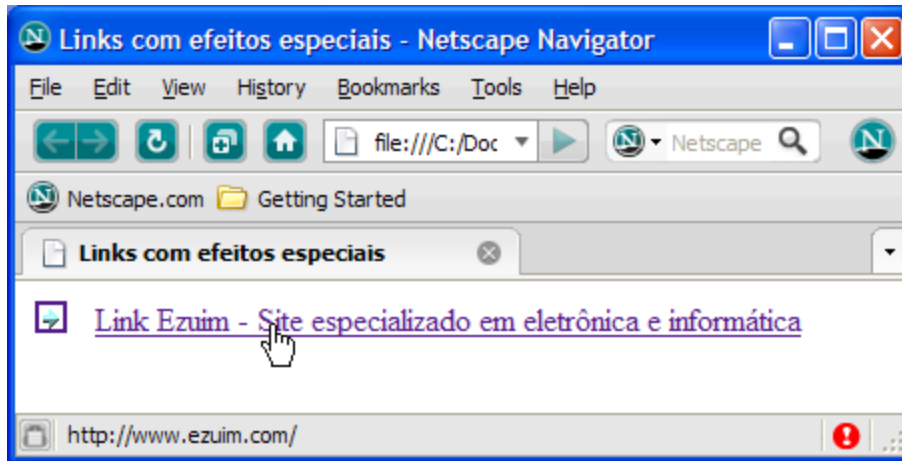 Links com efeitos especiais - Netscape Navigator
File Edit View History Bookmarks Tools Help
file:///C:/Doc Netscape
Netscape.com Getting Started
Links com efeitos especiais
Link Ezuim - Site especializado em eletrônica e informática
http://www.ezuim.com/